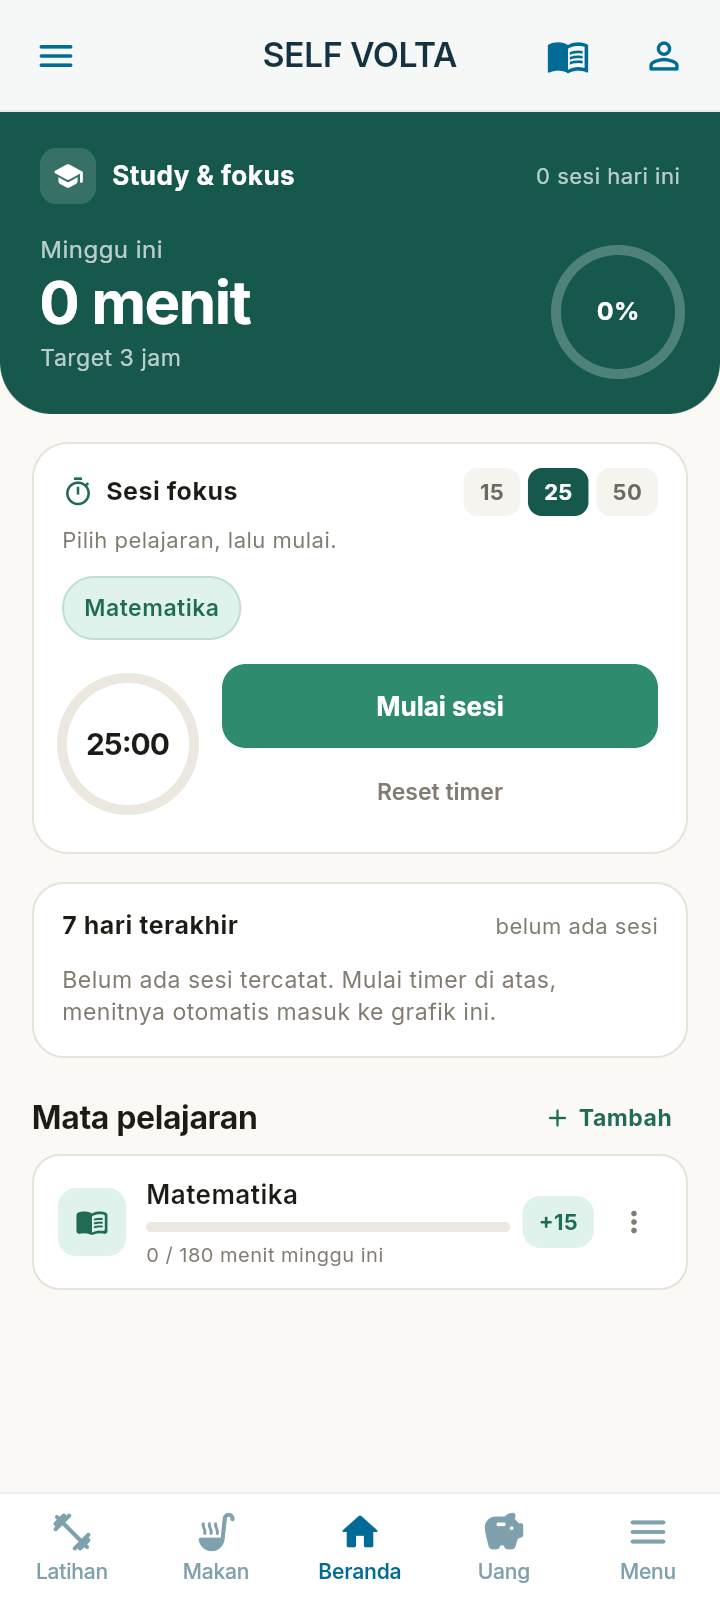 SELF VOLTA
Study & fokus
0 sesi hari ini
Minggu ini
0 menit
Target 3 jam
0%
Sesi fokus
15
25
50
Pilih pelajaran, lalu mulai.
Matematika
25:00
Mulai sesi
Reset timer
7 hari terakhir
belum ada sesi
Belum ada sesi tercatat. Mulai timer di atas,
menitnya otomatis masuk ke grafik ini.
Mata pelajaran
+ Tambah
Matematika
0 / 180 menit minggu ini
+15
Latihan
Makan
Beranda
Uang
Menu